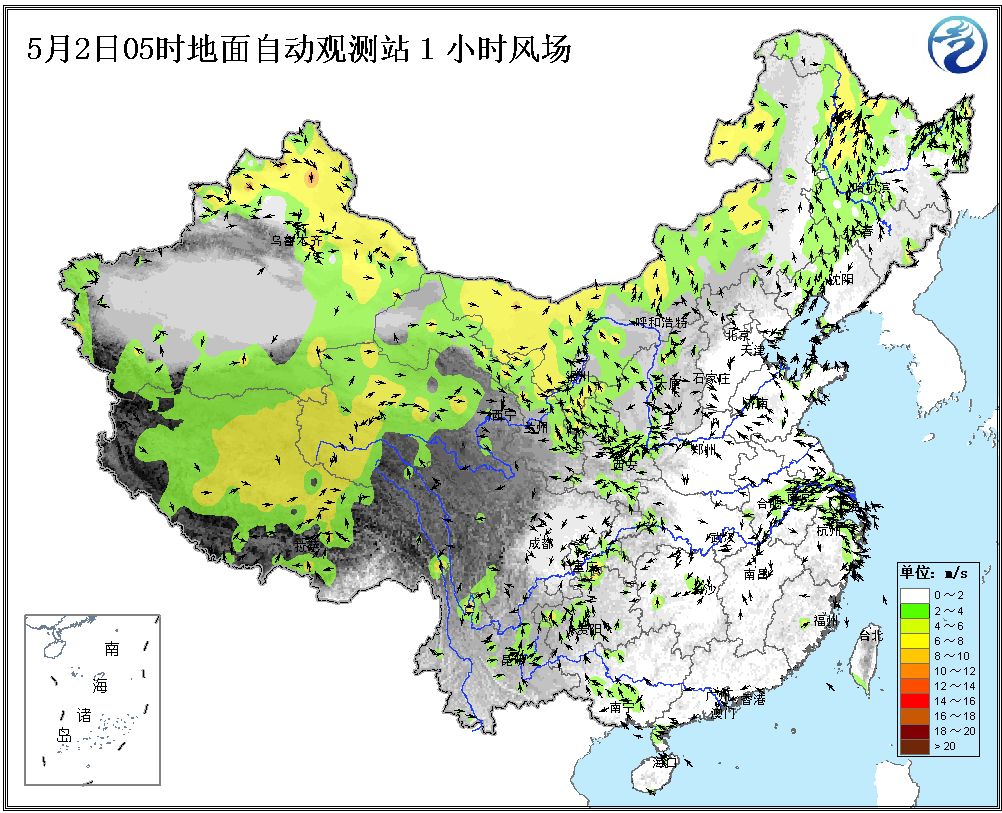 5月2日05时地面自动观测站1小时风场
哈尔滨
长春
乌鲁木齐
沈阳
呼和浩特
北京
天津
银川
太原
石家庄
济南
西宁
兰州
郑州
西安
合肥
南京
成都
武汉
杭州
拉萨
重庆
南昌
长沙
贵阳
福州
台北
昆明
南宁
广州
香港
澳门
海口
南
海
诸
岛
单位: m/s
0～2
2～4
4～6
6～8
8～10
10～12
12～14
14～16
16～18
18～20
＞20